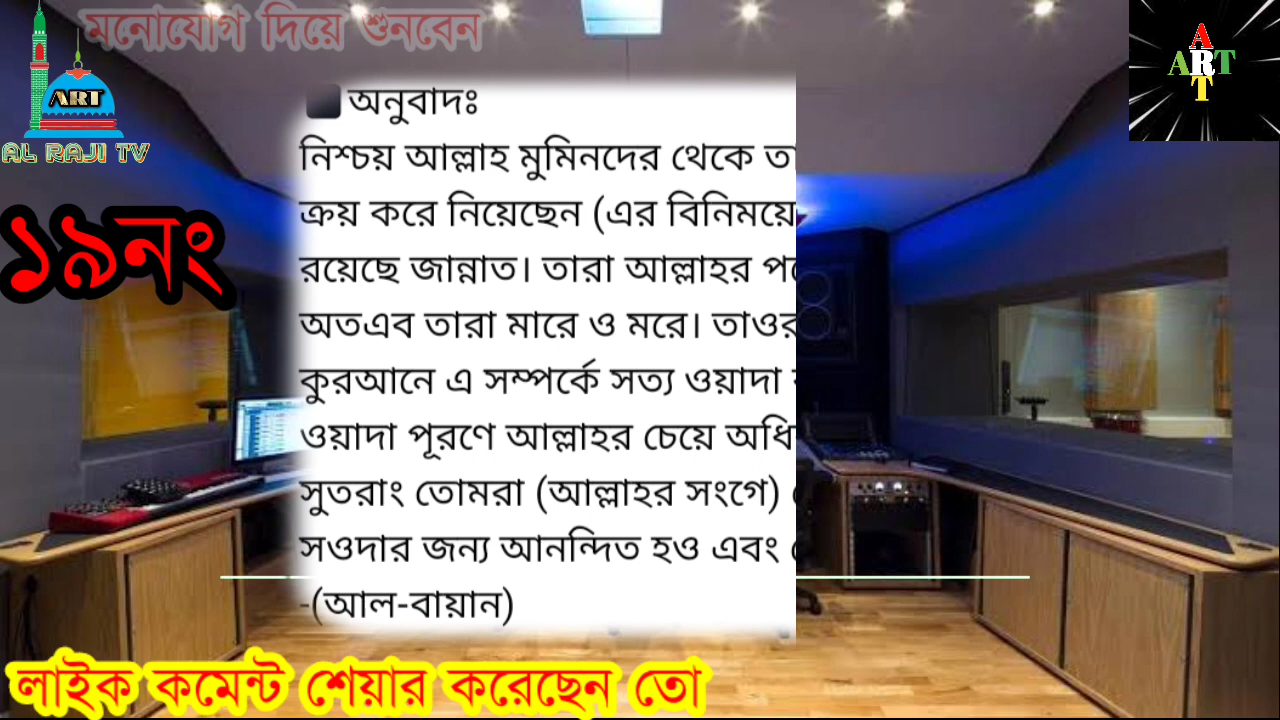 মনোযোগ দিয়ে শুনবেন
A
ART
T
ART
AL RAJI TV
১৯নং
অনুবাদঃ
নিশ্চয় আল্লাহ মুমিনদের থেকে
ক্রয় করে নিয়েছেন (এর বিনিময়ে
রয়েছে জান্নাত। তারা আল্লাহর
অতএব তারা মারে ও মরে।
কুরআনে এ সম্পর্কে সত্য ওয়াদা
ওয়াদা পূরণে আল্লাহর চেয়ে
সুতরাং তোমরা (আল্লাহর সংগে)
সওদার জন্য আনন্দিত হও এবং
-(আল-বায়ান)
লাইক কমেন্ট শেয়ার করেছেন তো